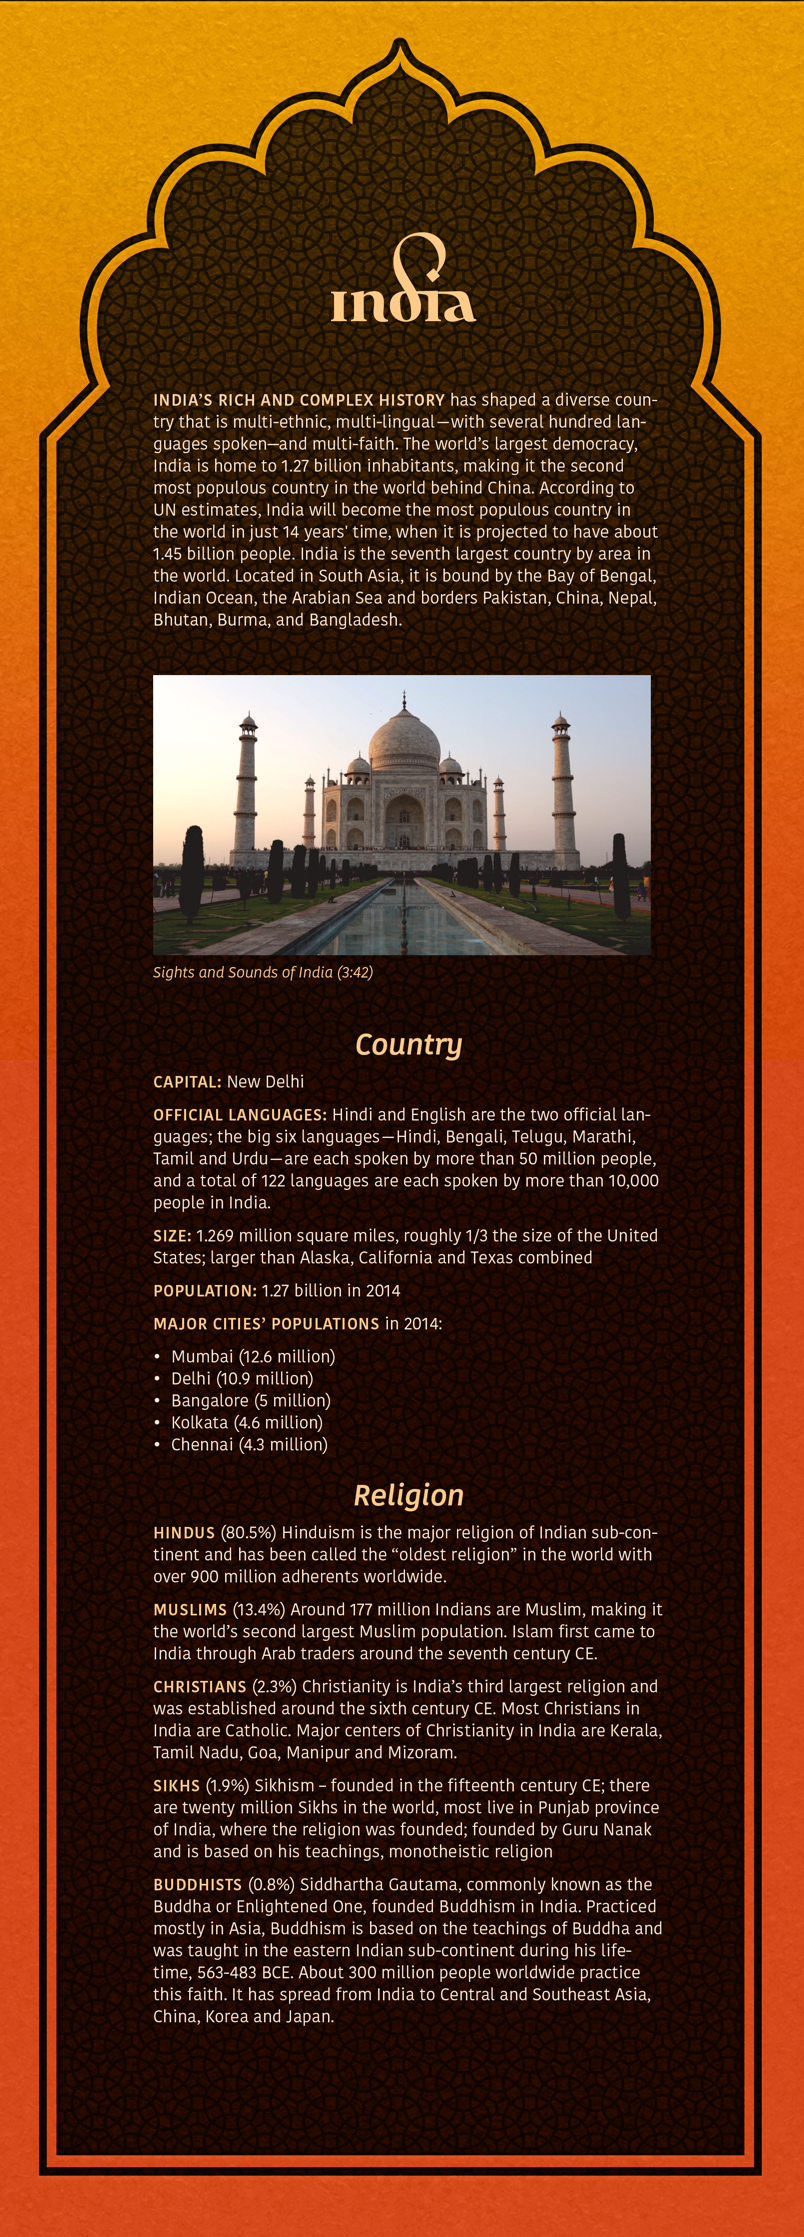 india
INDIA’S RICH AND COMPLEX HISTORY has shaped a diverse coun-
try that is multi-ethnic, multi-lingual—with several hundred lan-
guages spoken—and multi-faith. The world’s largest democracy,
India is home to 1.27 billion inhabitants, making it the second
most populous country in the world behind China. According to
UN estimates, India will become the most populous country in
the world in just 14 years' time, when it is projected to have about
1.45 billion people. India is the seventh largest country by area in
the world. Located in South Asia, it is bound by the Bay of Bengal,
Indian Ocean, the Arabian Sea and borders Pakistan, China, Nepal,
Bhutan, Burma, and Bangladesh.
Sights and Sounds of India (3:42)
Country
CAPITAL: New Delhi
OFFICIAL LANGUAGES: Hindi and English are the two official lan-
guages; the big six languages—Hindi, Bengali, Telugu, Marathi,
Tamil and Urdu—are each spoken by more than 50 million people,
and a total of 122 languages are each spoken by more than 10,000
people in India.
SIZE: 1.269 million square miles, roughly 1/3 the size of the United
States; larger than Alaska, California and Texas combined
POPULATION: 1.27 billion in 2014
MAJOR CITIES’ POPULATIONS in 2014:
• Mumbai (12.6 million)
• Delhi (10.9 million)
• Bangalore (5 million)
• Kolkata (4.6 million)
• Chennai (4.3 million)
Religion
HINDUS (80.5%) Hinduism is the major religion of Indian sub-con-
tinent and has been called the “oldest religion” in the world with
over 900 million adherents worldwide.
MUSLIMS (13.4%) Around 177 million Indians are Muslim, making it
the world’s second largest Muslim population. Islam first came to
India through Arab traders around the seventh century CE.
CHRISTIANS (2.3%) Christianity is India’s third largest religion and
was established around the sixth century CE. Most Christians in
India are Catholic. Major centers of Christianity in India are Kerala,
Tamil Nadu, Goa, Manipur and Mizoram.
SIKHS (1.9%) Sikhism – founded in the fifteenth century CE; there
are twenty million Sikhs in the world, most live in Punjab province
of India, where the religion was founded; founded by Guru Nanak
and is based on his teachings, monotheistic religion
BUDDHISTS (0.8%) Siddhartha Gautama, commonly known as the
Buddha or Enlightened One, founded Buddhism in India. Practiced
mostly in Asia, Buddhism is based on the teachings of Buddha and
was taught in the eastern Indian sub-continent during his life-
time, 563-483 BCE. About 300 million people worldwide practice
this faith. It has spread from India to Central and Southeast Asia,
China, Korea and Japan.